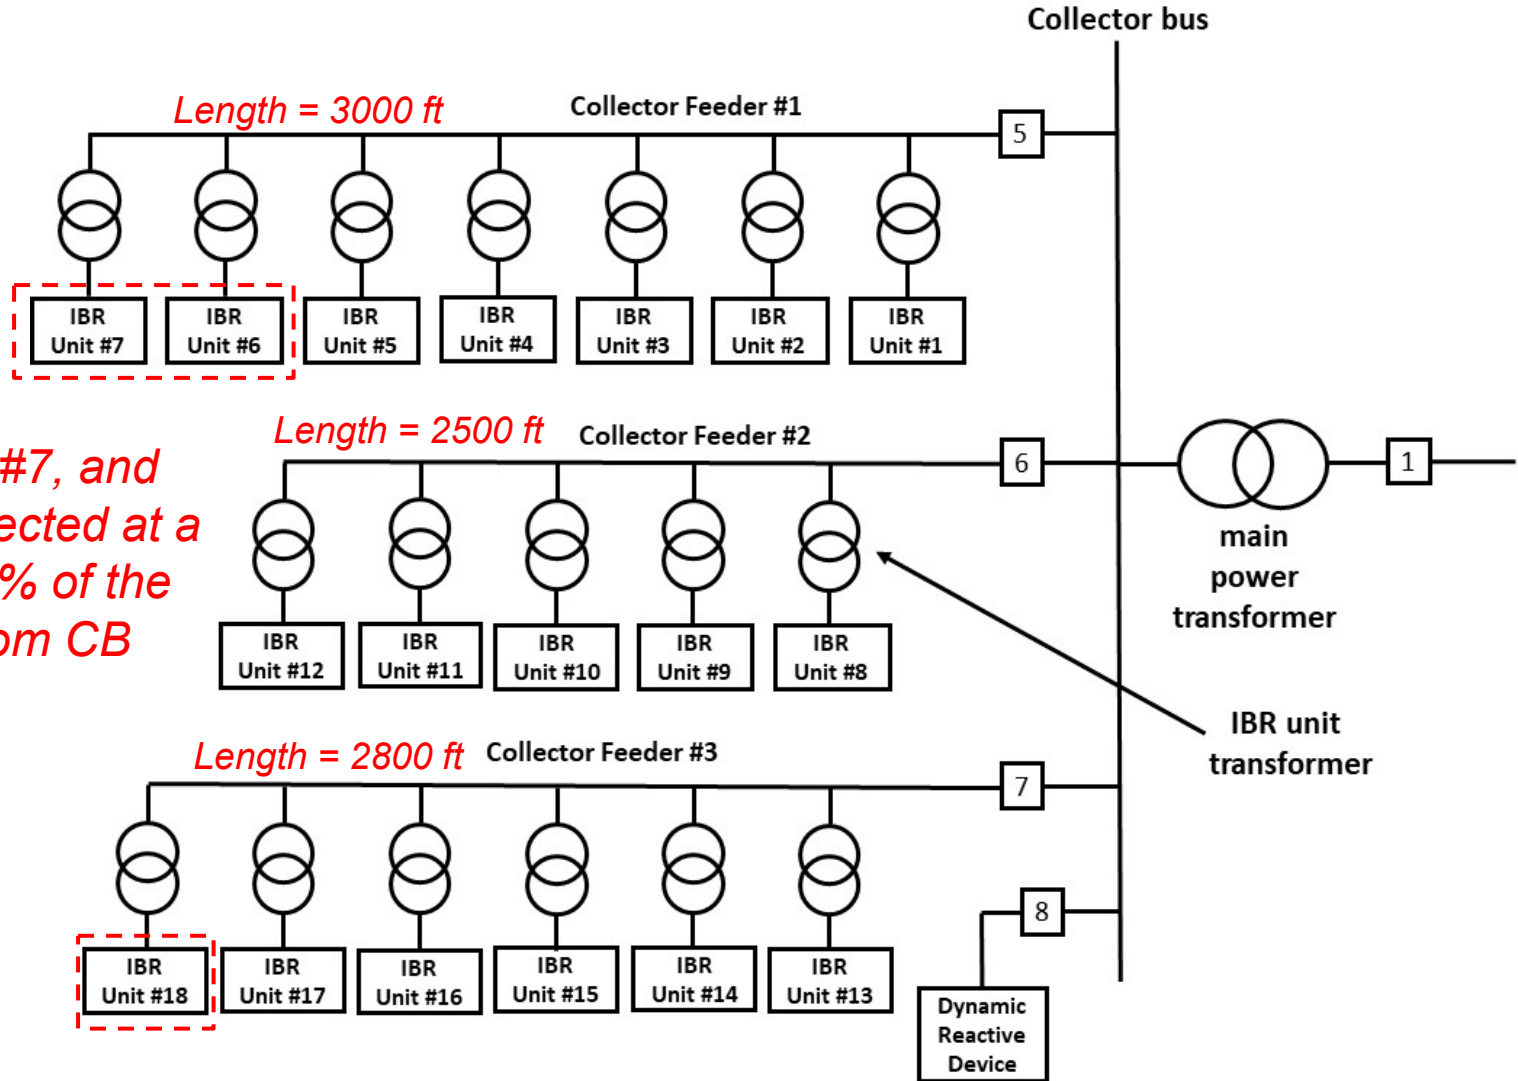 Collector bus
Length = 3000 ft
Collector Feeder #1
5
IBR
Unit #7
IBR
Unit #6
IBR
Unit #5
IBR
Unit #4
IBR
Unit #3
IBR
Unit #2
IBR
Unit #1
Length = 2500 ft
Collector Feeder #2
#7, and
ected at a
% of the
om CB
6
1
main
power
transformer
IBR
Unit #12
IBR
Unit #11
IBR
Unit #10
IBR
Unit #9
IBR
Unit #8
IBR unit
transformer
Length = 2800 ft
Collector Feeder #3
7
IBR
Unit #18
IBR
Unit #17
IBR
Unit #16
IBR
Unit #15
IBR
Unit #14
IBR
Unit #13
8
Dynamic
Reactive
Device